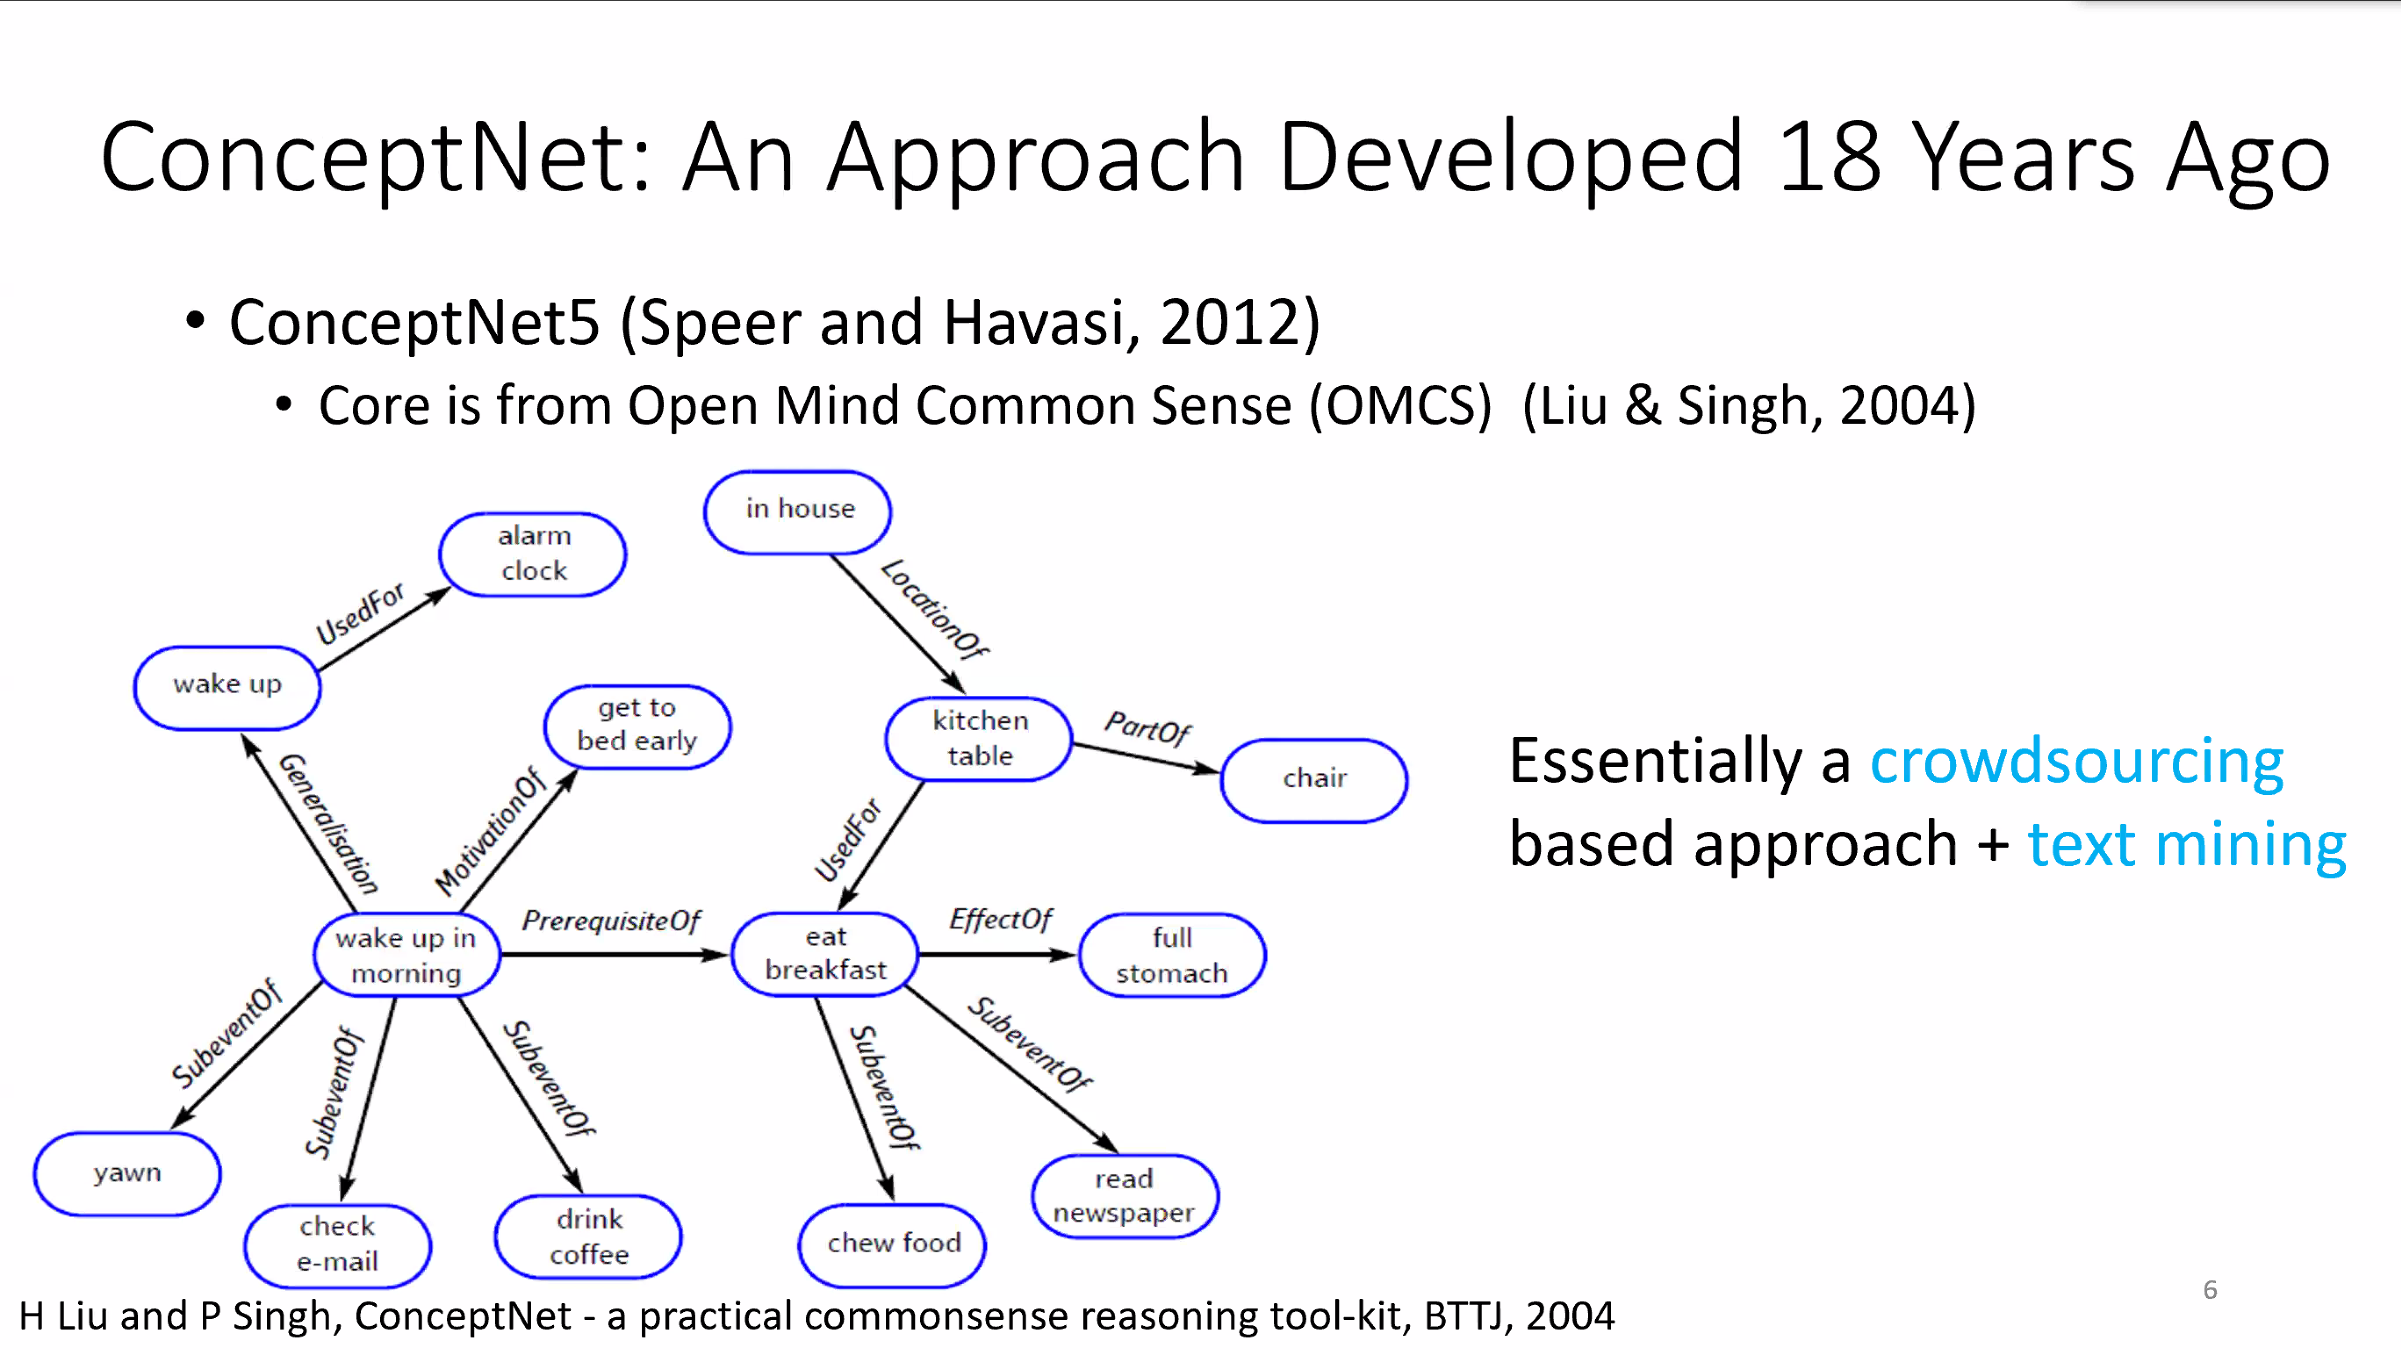 ConceptNet: An Approach Developed 18 Years Ago
• ConceptNet5 (Speer and Havasi, 2012)
• Core is from Open Mind Common Sense (OMCS) (Liu & Singh, 2004)
in house
alarm
clock
LocationOf
UsedFor
wake up
get to
bed early
kitchen
table
PartOf
chair
Generalisation
MotivationOf
UsedFor
Essentially a crowdsourcing
based approach + text mining
wake up in
morning
PrerequisiteOf
eat
breakfast
EffectOf
full
stomach
SubeventOf
SubeventOf
SubeventOf
SubeventOf
SubeventOf
yawn
check
e-mail
drink
coffee
chew food
read
newspaper
6
H Liu and P Singh, ConceptNet - a practical commonsense reasoning tool-kit, BTTJ, 2004